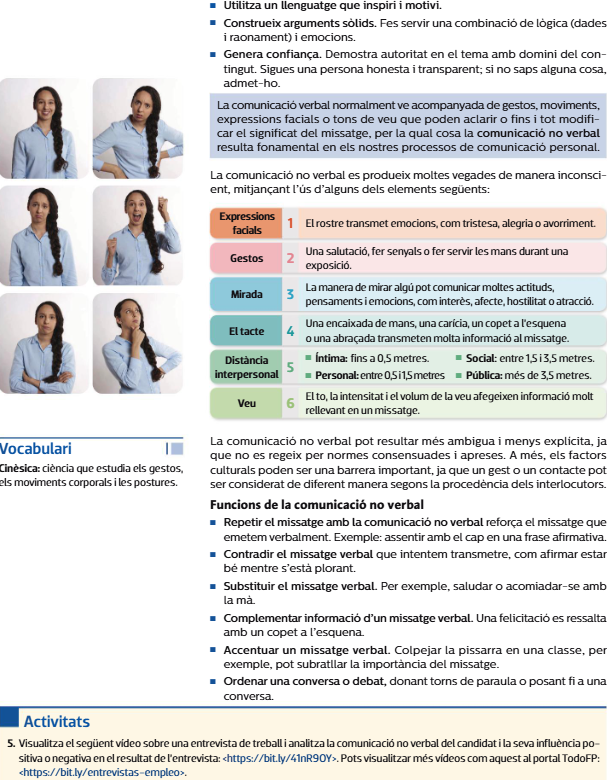 Utilitza un llenguatge que inspiri i motivi.
Construeix arguments sòlids. Fes servir una combinació de lògica (dades
i raonament) i emocions.
Genera confiança. Demostra autoritat en el tema amb domini del con-
tingut. Sigues una persona honesta i transparent; si no saps alguna cosa,
admet-ho.
La comunicació verbal normalment ve acompanyada de gestos, moviments,
expressions facials o tons de veu que poden aclarir o fins i tot modifi-
car el significat del missatge, per la qual cosa la comunicació no verbal
resulta fonamental en els nostres processos de comunicació personal.
La comunicació no verbal es produeix moltes vegades de manera inconsci-
ent, mitjançant l'ús d'alguns dels elements següents:
Expressions
facials
1 El rostre transmet emocions, com tristesa, alegria o avorriment.
Gestos
2 Una salutació, fer senyals o fer servir les mans durant una
exposició.
Mirada
3 La manera de mirar algú pot comunicar moltes actituds,
pensaments i emocions, com interès, afecte, hostilitat o atracció.
El tacte
4 Una encaixada de mans, una carícia, un copet a l'esquena
o una abraçada transmeten molta informació al missatge.
Distància
interpersonal
5 Íntima: fins a 0,5 metres. Social: entre 1,5 i 3,5 metres.
Personal: entre 0,5 i 1,5 metres Pública: més de 3,5 metres.
Veu
6 El to, la intensitat i el volum de la veu afegeixen informació molt
rellevant en un missatge.
Vocabulari
Cinèsica: ciència que estudia els gestos,
els moviments corporals i les postures.
La comunicació no verbal pot resultar més ambigua i menys explícita, ja
que no es regeix per normes consensuades i apreses. A més, els factors
culturals poden ser una barrera important, ja que un gest o un contacte pot
ser considerat de diferent manera segons la procedència dels interlocutors.
Funcions de la comunicació no verbal
Repetir el missatge amb la comunicació no verbal reforça el missatge que
emetem verbalment. Exemple: assentir amb el cap en una frase afirmativa.
Contradir el missatge verbal que intentem transmetre, com afirmar estar
bé mentre s'està plorant.
Substituir el missatge verbal. Per exemple, saludar o acomiadar-se amb
la mà.
Complementar informació d'un missatge verbal. Una felicitació es ressalta
amb un copet a l'esquena.
Accentuar un missatge verbal. Colpejar la pissarra en una classe, per
exemple, pot subratllar la importància del missatge.
Ordenar una conversa o debat, donant torns de paraula o posant fi a una
conversa.
Activitats
5. Visualitza el següent vídeo sobre una entrevista de treball i analitza la comunicació no verbal del candidat i la seva influència po-
sitiva o negativa en el resultat de l'entrevista: <https://bit.ly/41nR90Y>. Pots visualitzar més vídeos com aquest al portal TodoFP:
<https://bit.ly/entrevistas-empleo>.